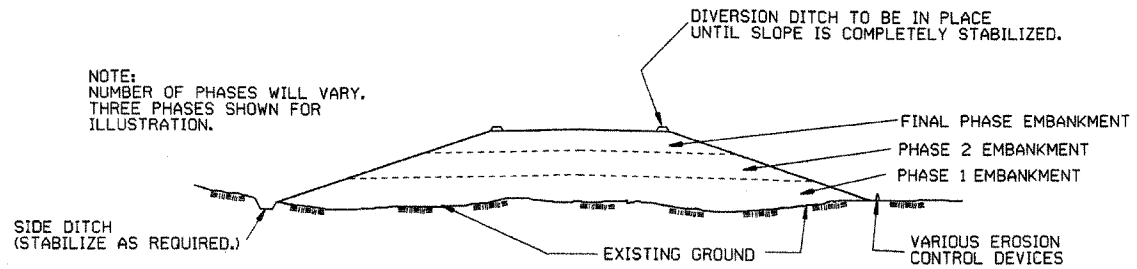 DIVERSION DITCH TO BE IN PLACE
UNTIL SLOPE IS COMPLETELY STABILIZED.
NOTE:
NUMBER OF PHASES WILL VARY.
THREE PHASES SHOWN FOR
ILLUSTRATION.
FINAL PHASE EMBANKMENT
PHASE 2 EMBANKMENT
PHASE 1 EMBANKMENT
SIDE DITCH
(STABILIZE AS REQUIRED.)
EXISTING GROUND
VARIOUS EROSION
CONTROL DEVICES